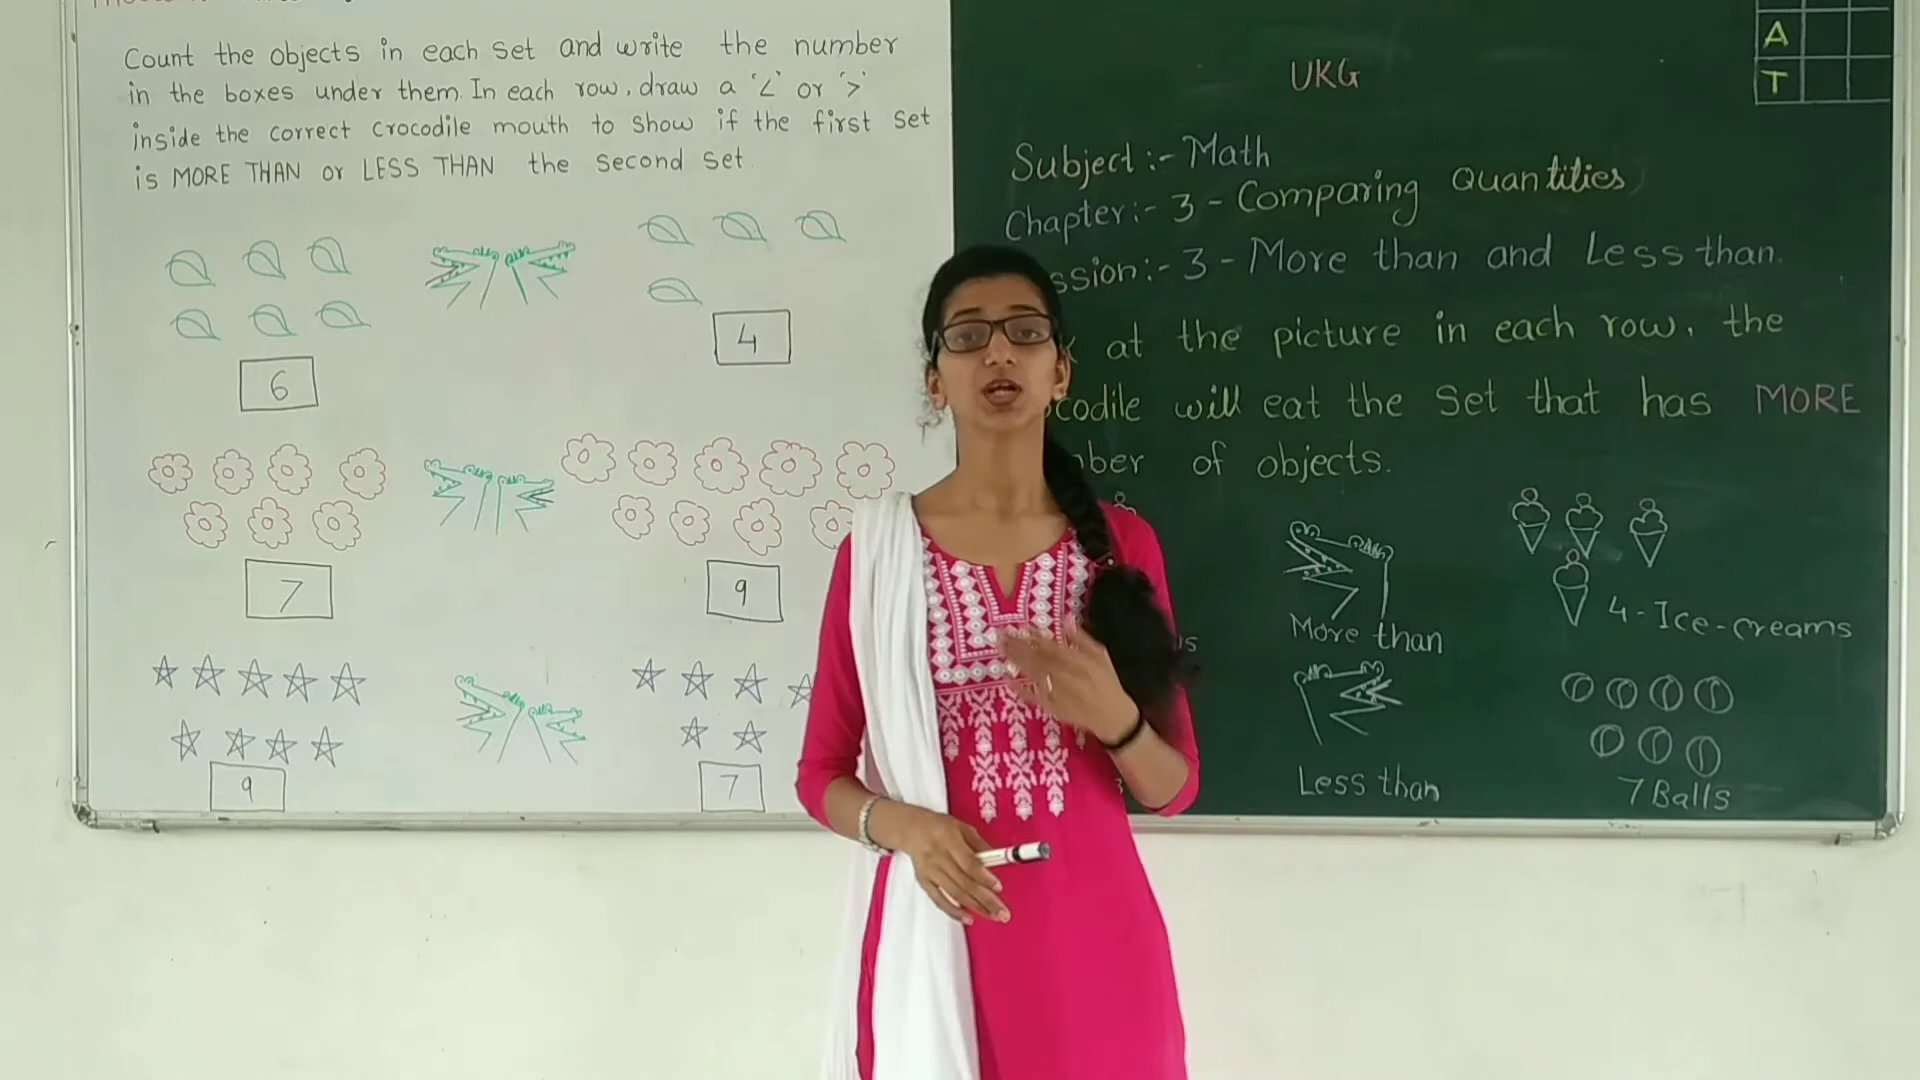 Count the objects in each set and write the number
in the boxes under them. In each row, draw a '<' or '>'
inside the correct crocodile mouth to show if the first set
is MORE THAN or LESS THAN the second set.
6
4
7
9
9
7
A
T
UKG
Subject:- Math
Chapter:- 3 - Comparing Quantities
ssion:- 3 - More than and Less than.
at the picture in each row, the
codile will eat the set that has MORE
ber of objects.
More than
4-Ice-creams
Less than
7 Balls